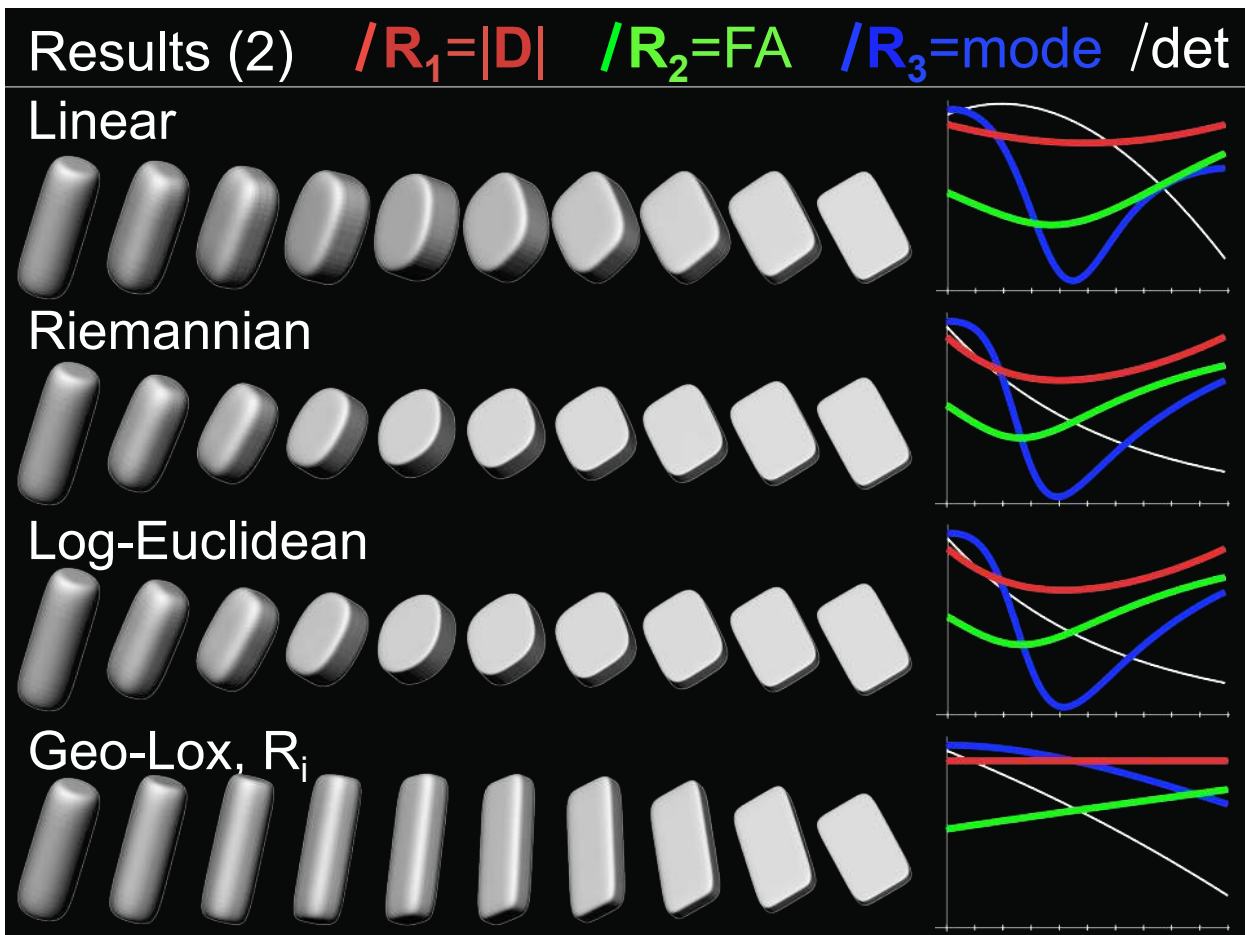 Results (2) /R₁=|D| /R₂=FA /R₃=mode /det
Linear
Riemannian
Log-Euclidean
Geo-Lox, Rᵢ